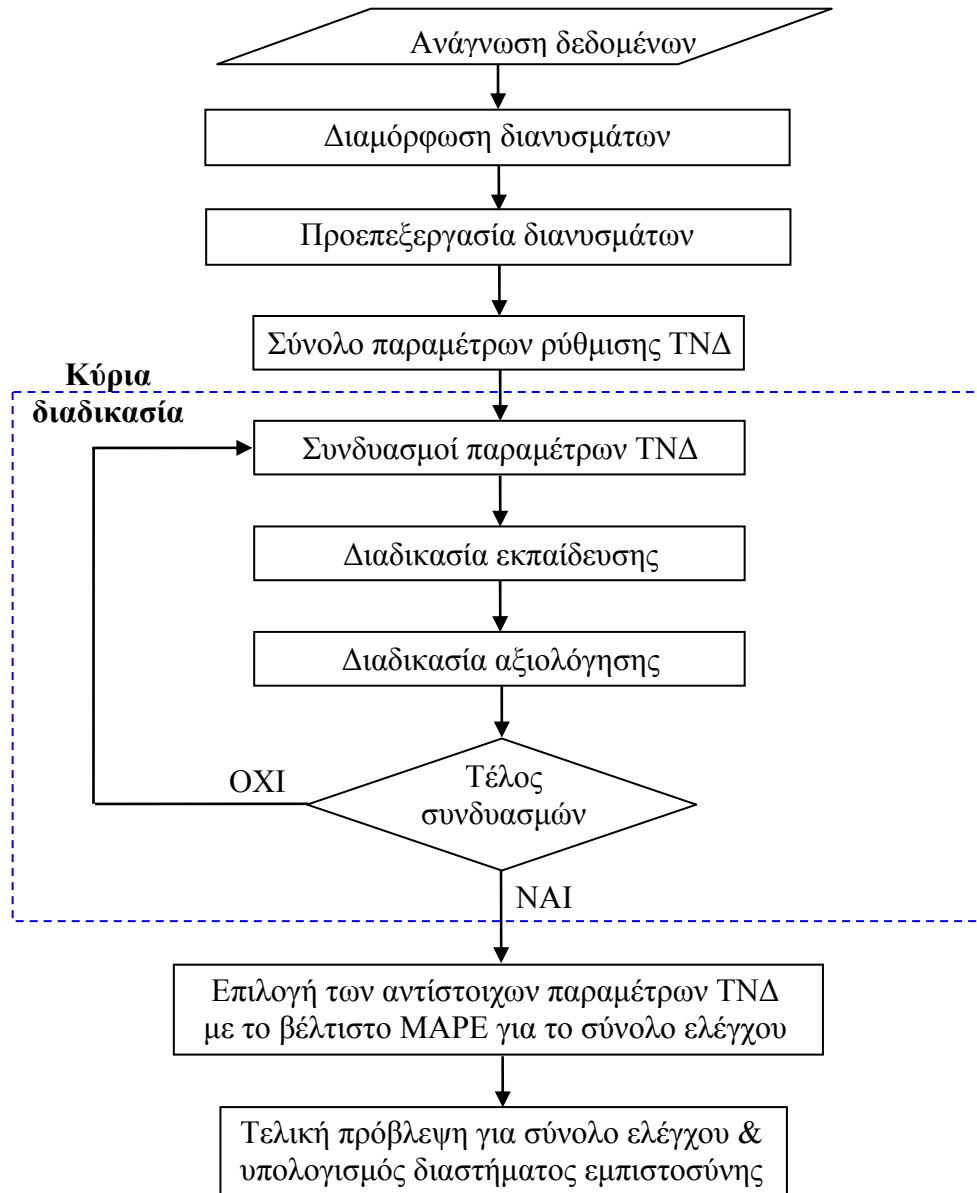 Ανάγνωση δεδομένων
Διαμόρφωση διανυσμάτων
Προεπεξεργασία διανυσμάτων
Σύνολο παραμέτρων ρύθμισης ΤΝΔ
Κύρια
διαδικασία
Συνδυασμοί παραμέτρων ΤΝΔ
Διαδικασία εκπαίδευσης
Διαδικασία αξιολόγησης
Τέλος
συνδυασμών
ΟΧΙ
ΝΑΙ
Επιλογή των αντίστοιχων παραμέτρων ΤΝΔ
με το βέλτιστο MAPE για το σύνολο ελέγχου
Τελική πρόβλεψη για σύνολο ελέγχου &
υπολογισμός διαστήματος εμπιστοσύνης